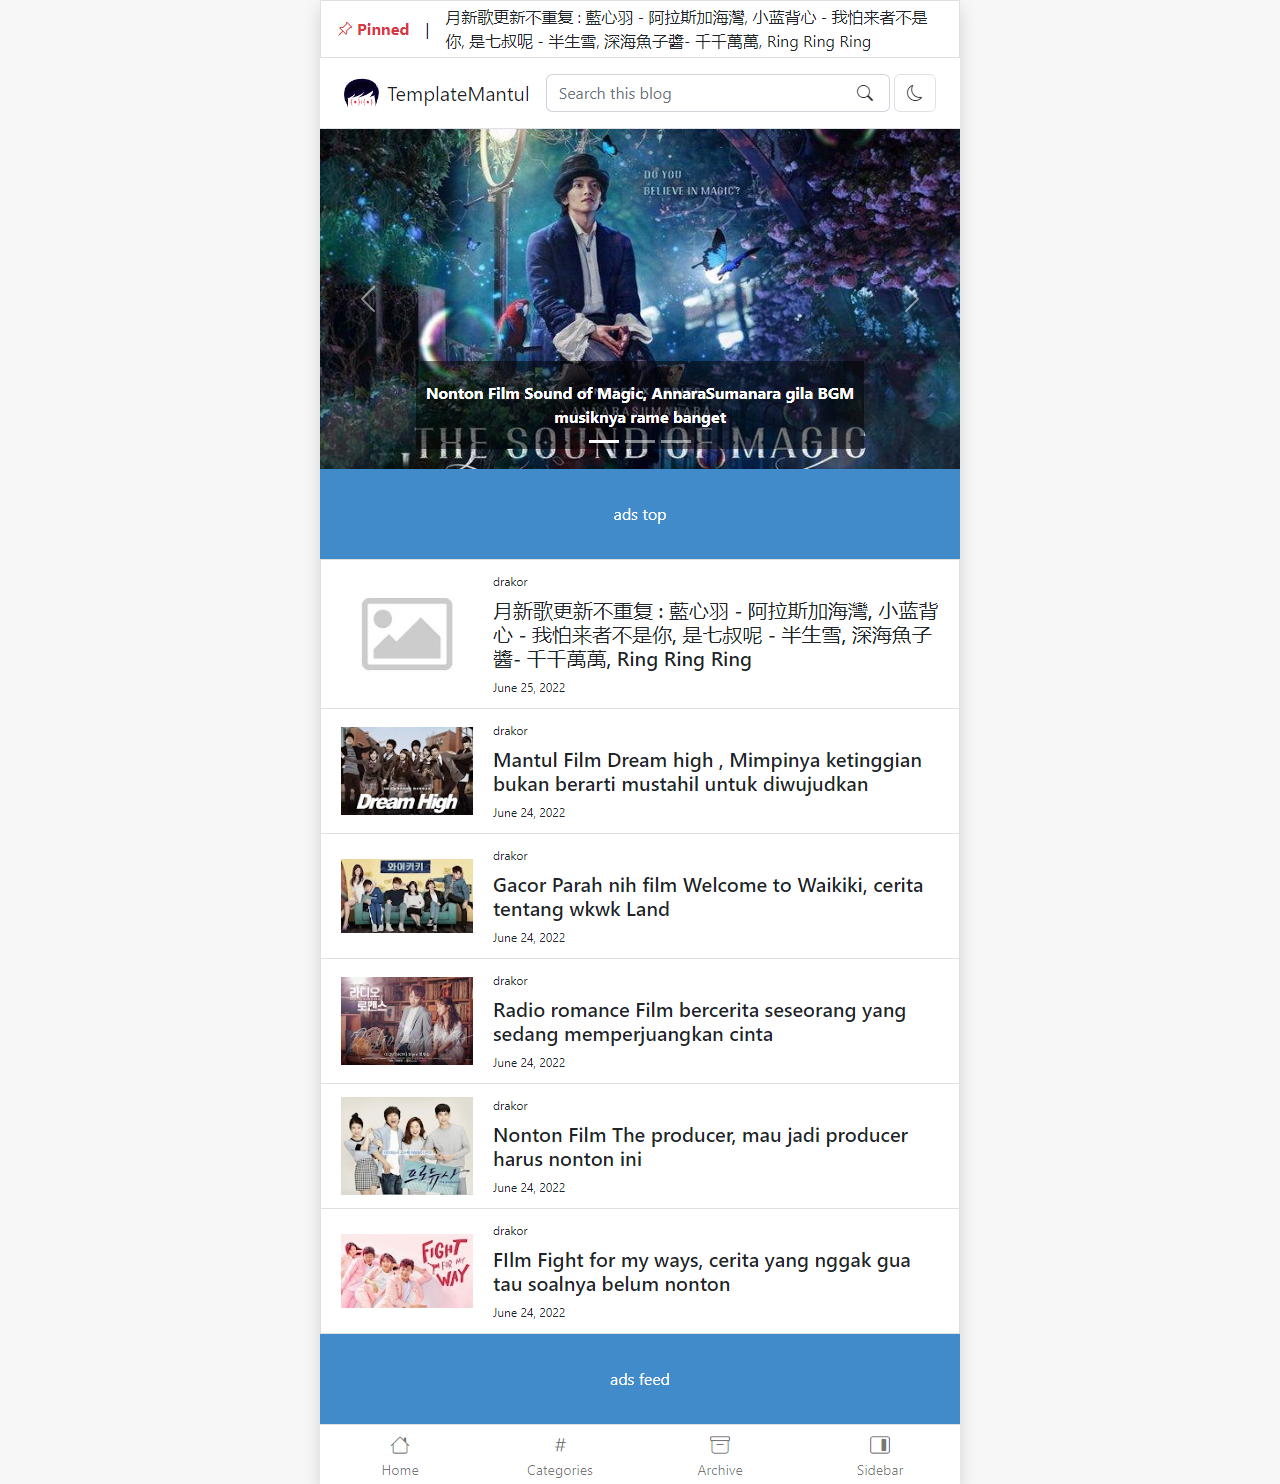 Pinned | 月新歌更新不重复 : 藍心羽 - 阿拉斯加海灣, 小蓝背心 - 我怕来者不是
你, 是七叔呢 - 半生雪, 深海魚子醬- 千千萬萬, Ring Ring Ring
TemplateMantul
Search this blog
DO YOU
BELIEVE IN MAGIC?
Nonton Film Sound of Magic, AnnaraSumanara gila BGM
musiknya rame banget
ANNARASUMANARA
THE SOUND OF MAGIC
ads top
drakor
月新歌更新不重复 : 藍心羽 - 阿拉斯加海灣, 小蓝背
心 - 我怕来者不是你, 是七叔呢 - 半生雪, 深海魚子
醬- 千千萬萬, Ring Ring Ring
June 25, 2022
Dream High
drakor
Mantul Film Dream high , Mimpinya ketinggian
bukan berarti mustahil untuk diwujudkan
June 24, 2022
와이키키
drakor
Gacor Parah nih film Welcome to Waikiki, cerita
tentang wkwk Land
June 24, 2022
라디오
로맨스
drakor
Radio romance Film bercerita seseorang yang
sedang memperjuangkan cinta
June 24, 2022
프로듀사
drakor
Nonton Film The producer, mau jadi producer
harus nonton ini
June 24, 2022
FIGHT
FOR MY
WAY
drakor
FIlm Fight for my ways, cerita yang nggak gua
tau soalnya belum nonton
June 24, 2022
ads feed
Home
# Categories
Archive
Sidebar